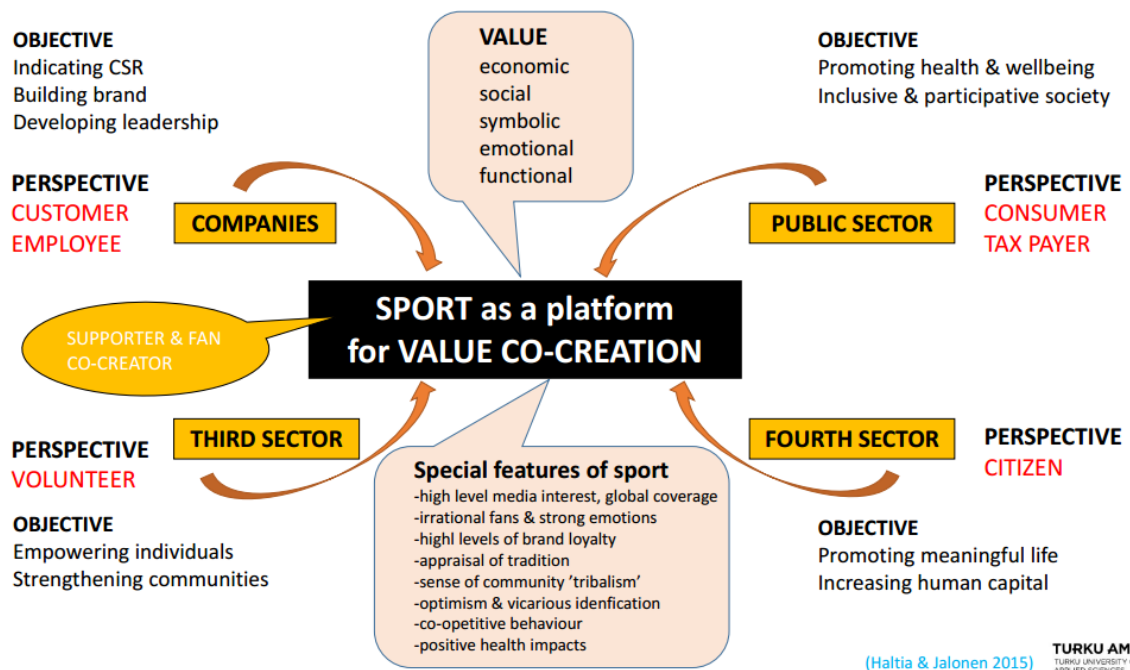 OBJECTIVE
Indicating CSR
Building brand
Developing leadership
VALUE
economic
social
symbolic
emotional
functional
OBJECTIVE
Promoting health & wellbeing
Inclusive & participative society
PERSPECTIVE
CUSTOMER
EMPLOYEE
COMPANIES
PUBLIC SECTOR
PERSPECTIVE
CONSUMER
TAX PAYER
SPORT as a platform
for VALUE CO-CREATION
SUPPORTER & FAN
CO-CREATOR
PERSPECTIVE
VOLUNTEER
THIRD SECTOR
FOURTH SECTOR
PERSPECTIVE
CITIZEN
OBJECTIVE
Empowering individuals
Strengthening communities
Special features of sport
-high level media interest, global coverage
-irrational fans & strong emotions
-highl levels of brand loyalty
-appraisal of tradition
-sense of community ’tribalism’
-optimism & vicarious idenfication
-co-opetitive behaviour
-positive health impacts
OBJECTIVE
Promoting meaningful life
Increasing human capital
(Haltia & Jalonen 2015)
TURKU AM
TURKU UNIVERSITY
APPLIED SCIENCES